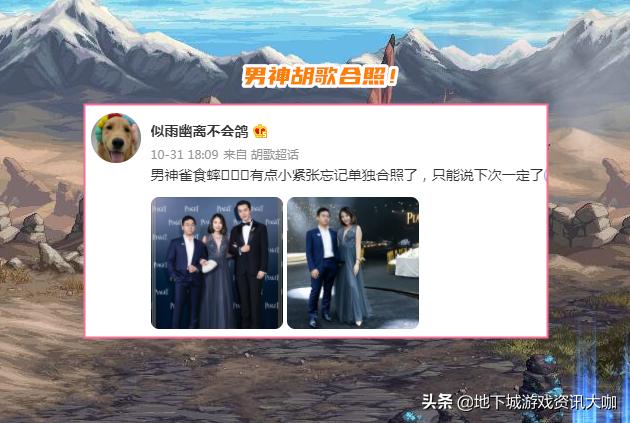 男神胡歌合照！
似雨幽离不会鸽
10-31 18:09 来自 胡歌超话
男神雀食蟀▯▯▯有点小紧张忘记单独合照了，只能说下次一定了
PIAGET
PIAGET
头条 @地下城游戏资讯大咖